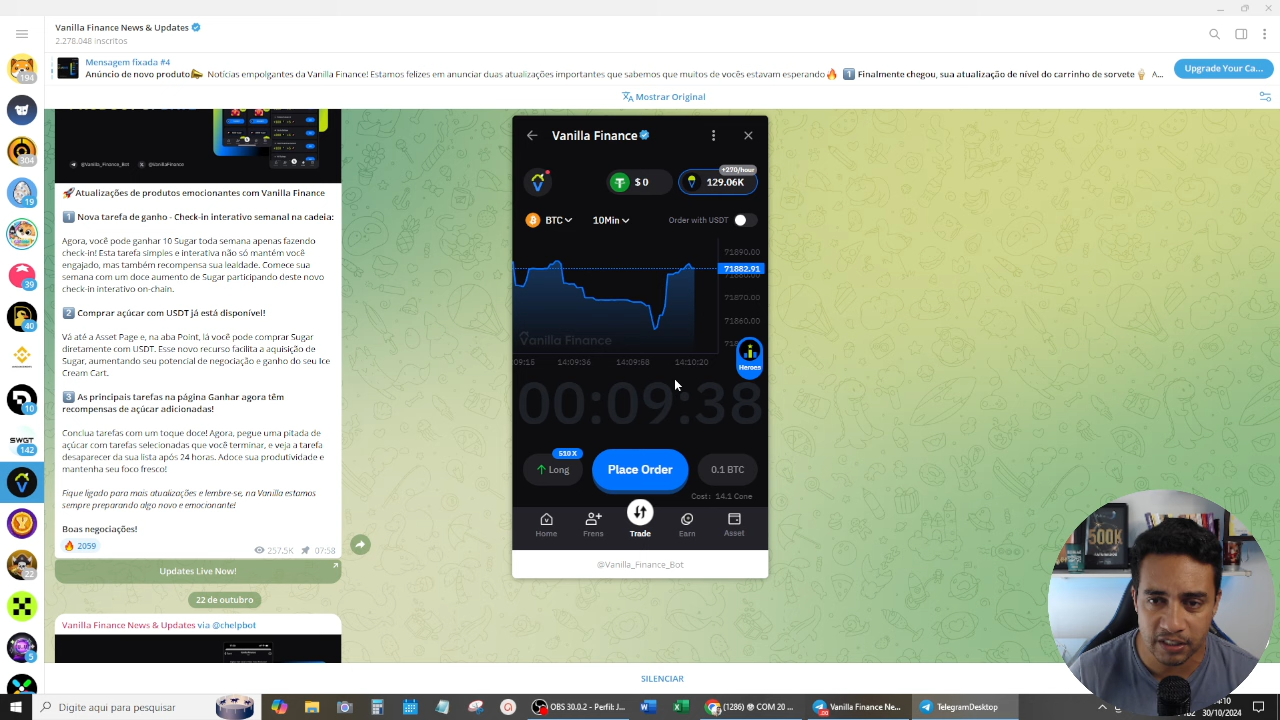 Vanilla Finance News & Updates
2.278.048 inscritos
Mensagem fixada #4
Anúncio de novo produto📣 Notícias empolgantes da Vanilla Finance! Estamos felizes em anunciar duas atualizações importantes que sabemos que muitos de vocês estavam esperando🔥 1️⃣ Finalmente chegou, sua atualização de nível do carrinho de sorvete🍦 A...
Upgrade Your Ca...
Mostrar Original
194
304
19
39
40
10
SWGT
142
22
5
@Vanilla_Finance_Bot
@VanillaFinance
🚀Atualizações de produtos emocionantes com Vanilla Finance
1️⃣ Nova tarefa de ganho - Check-in interativo semanal na cadeia:
Agora, você pode ganhar 10 Sugar toda semana apenas fazendo
check-in! Esta tarefa simples e interativa não só mantém você
engajado, mas também recompensa sua lealdade. Comece sua
semana com um doce aumento de Sugar participando deste novo
check-in interativo on-chain.
2️⃣ Comprar açúcar com USDT já está disponível!
Vá até a Asset Page e, na aba Point, lá você pode comprar Sugar
diretamente com USDT. Esse novo recurso facilita a aquisição de
Sugar, aumentando seu potencial de negociação e ganho do seu Ice
Cream Cart.
3️⃣ As principais tarefas na página Ganhar agora têm
recompensas de açúcar adicionadas!
Conclua tarefas com um toque doce! Agora, pegue uma pitada de
açúcar com tarefas selecionadas que você terminar, e veja a tarefa
desaparecer da sua lista após 24 horas. Adoce sua produtividade e
mantenha seu foco fresco!
Fique ligado para mais atualizações e lembre-se, na Vanilla estamos
sempre preparando algo novo e emocionante!
Boas negociações!
🔥 2059
257.5K 07:58
Updates Live Now!
22 de outubro
Vanilla Finance News & Updates via @chelpbot
Vanilla Finance
$ 0
+270/hour
129.06K
BTC
10Min
Order with USDT
71890.00
71882.91
71870.00
71860.00
Vanilla Finance
:09:15 14:09:36 14:09:58 14:10:20
Heroes
00:09:38
510 X
Long
Place Order
0.1 BTC
Cost: 14.1 Cone
Home
Frens
Trade
Earn
Asset
@Vanilla_Finance_Bot
500K
SILENCIAR
Digite aqui para pesquisar
OBS 30.0.2 - Perfil: J...
(1286) ☢ COM 20 ...
Vanilla Finance Ne...
TelegramDesktop
30/10/2024